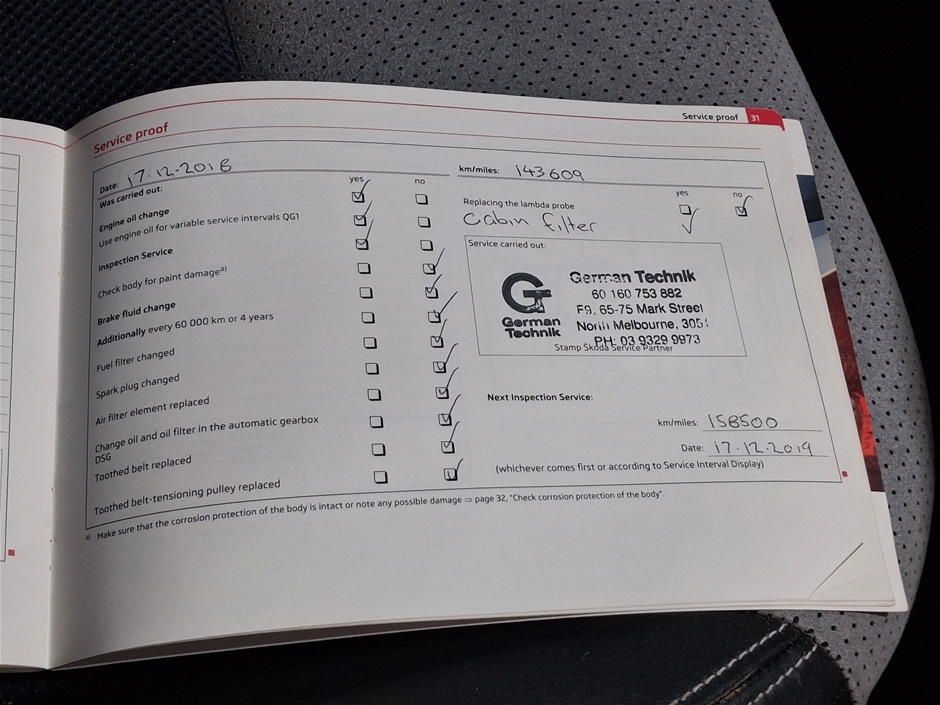 Service proof 31
Service proof
Date: 17-12-2018
km/miles: 143609
Was carried out:
yes no
Engine oil change
Use engine oil for variable service intervals QG1
Inspection Service
Check body for paint damage a)
Brake fluid change
Additionally every 60 000 km or 4 years
Fuel filter changed
Spark plug changed
Air filter element replaced
Change oil and oil filter in the automatic gearbox
DSG
Toothed belt replaced
Toothed belt-tensioning pulley replaced
yes no
Replacing the lambda probe
Cabin filter
Service carried out:
German Technik
60 160 753 882
F9, 65-75 Mark Street
North Melbourne, 3051
PH: 03 9329 9973
German
Technik
Stamp Škoda Service Partner
Next Inspection Service:
km/miles: 158500
Date: 17-12-2019
(whichever comes first or according to Service Interval Display)
a) Make sure that the corrosion protection of the body is intact or note any possible damage ⇒ page 32, "Check corrosion protection of the body".